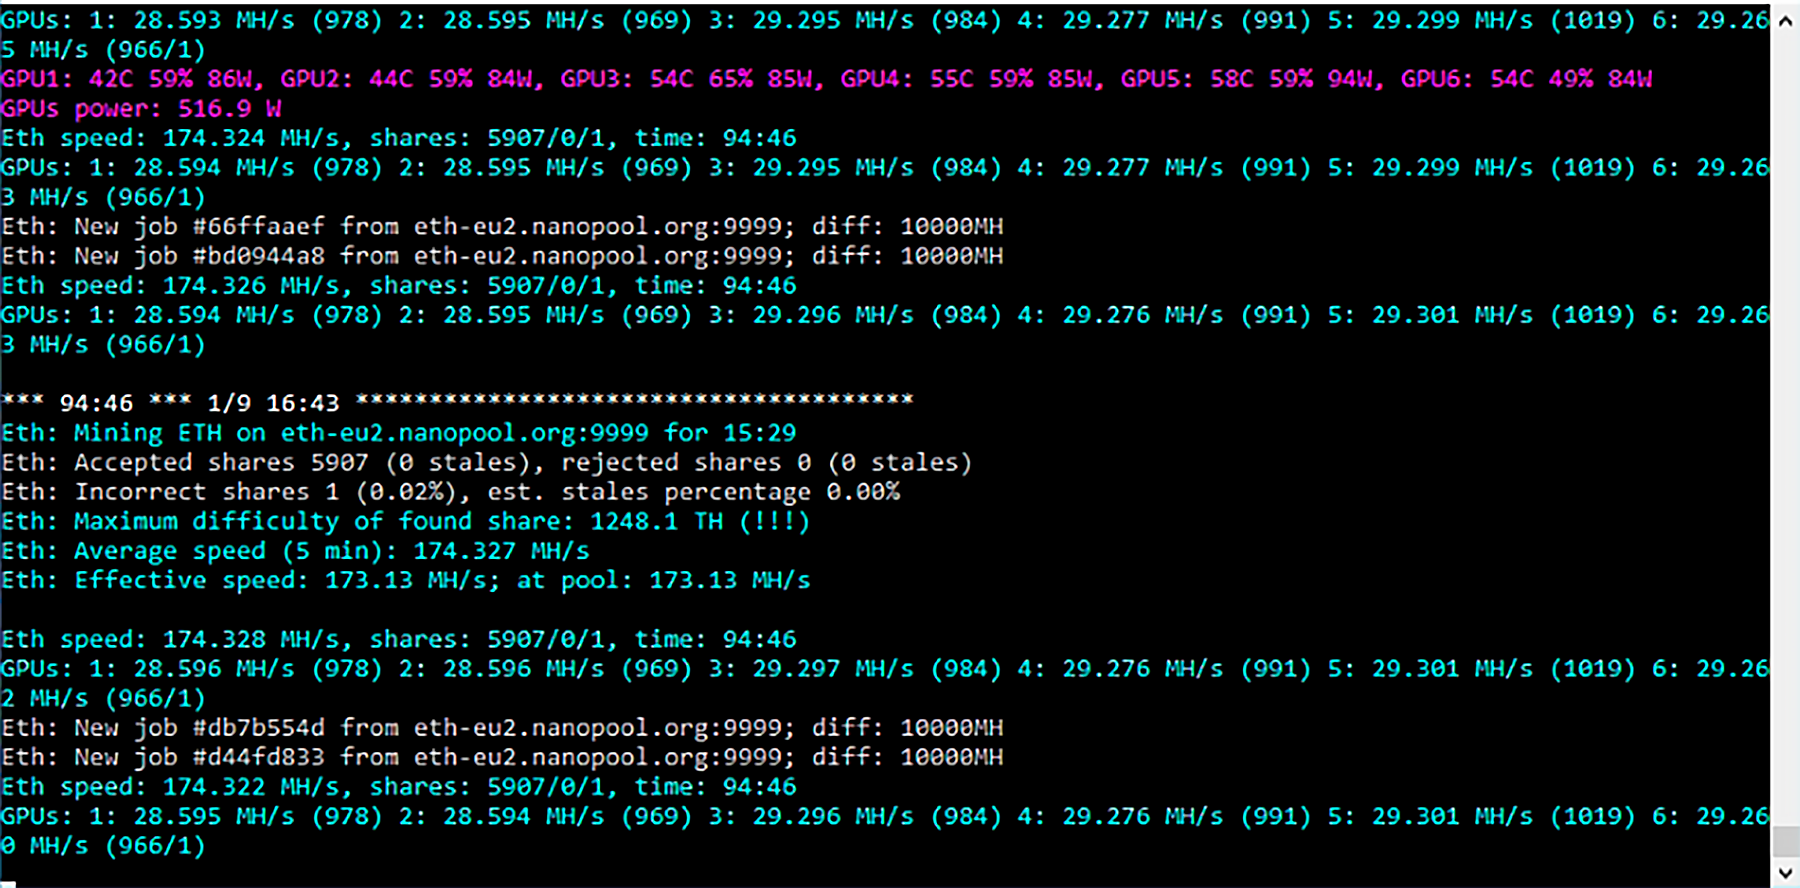 GPUs: 1: 28.593 MH/s (978) 2: 28.595 MH/s (969) 3: 29.295 MH/s (984) 4: 29.277 MH/s (991) 5: 29.299 MH/s (1019) 6: 29.26
5 MH/s (966/1)
GPU1: 42C 59% 86W, GPU2: 44C 59% 84W, GPU3: 54C 65% 85W, GPU4: 55C 59% 85W, GPU5: 58C 59% 94W, GPU6: 54C 49% 84W
GPUs power: 516.9 W
Eth speed: 174.324 MH/s, shares: 5907/0/1, time: 94:46
GPUs: 1: 28.594 MH/s (978) 2: 28.595 MH/s (969) 3: 29.295 MH/s (984) 4: 29.277 MH/s (991) 5: 29.299 MH/s (1019) 6: 29.26
3 MH/s (966/1)
Eth: New job #66ffaaef from eth-eu2.nanopool.org:9999; diff: 10000MH
Eth: New job #bd0944a8 from eth-eu2.nanopool.org:9999; diff: 10000MH
Eth speed: 174.326 MH/s, shares: 5907/0/1, time: 94:46
GPUs: 1: 28.594 MH/s (978) 2: 28.595 MH/s (969) 3: 29.296 MH/s (984) 4: 29.276 MH/s (991) 5: 29.301 MH/s (1019) 6: 29.26
3 MH/s (966/1)
*** 94:46 *** 1/9 16:43 **************************************
Eth: Mining ETH on eth-eu2.nanopool.org:9999 for 15:29
Eth: Accepted shares 5907 (0 stales), rejected shares 0 (0 stales)
Eth: Incorrect shares 1 (0.02%), est. stales percentage 0.00%
Eth: Maximum difficulty of found share: 1248.1 TH (!!!)
Eth: Average speed (5 min): 174.327 MH/s
Eth: Effective speed: 173.13 MH/s; at pool: 173.13 MH/s
Eth speed: 174.328 MH/s, shares: 5907/0/1, time: 94:46
GPUs: 1: 28.596 MH/s (978) 2: 28.596 MH/s (969) 3: 29.297 MH/s (984) 4: 29.276 MH/s (991) 5: 29.301 MH/s (1019) 6: 29.26
2 MH/s (966/1)
Eth: New job #db7b554d from eth-eu2.nanopool.org:9999; diff: 10000MH
Eth: New job #d44fd833 from eth-eu2.nanopool.org:9999; diff: 10000MH
Eth speed: 174.322 MH/s, shares: 5907/0/1, time: 94:46
GPUs: 1: 28.595 MH/s (978) 2: 28.594 MH/s (969) 3: 29.296 MH/s (984) 4: 29.276 MH/s (991) 5: 29.301 MH/s (1019) 6: 29.26
0 MH/s (966/1)